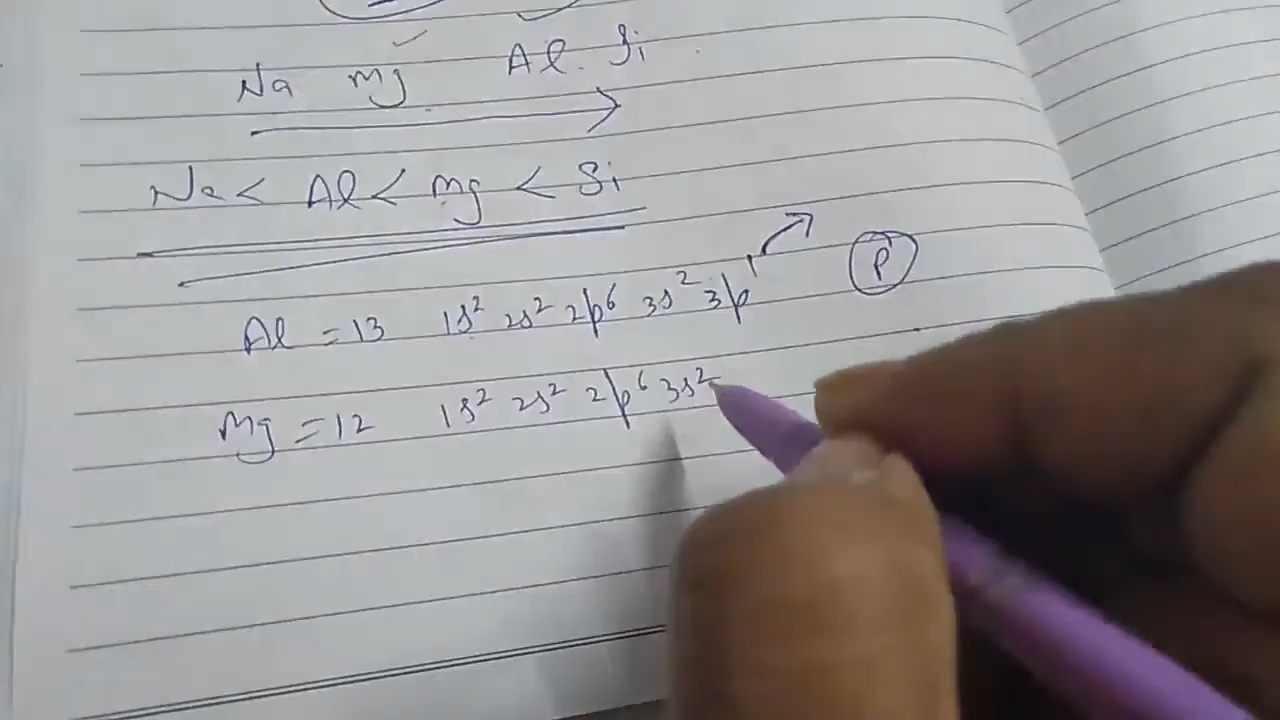 Na Mg Al Si
Na < Al < Mg < Si
Al = 13 1s² 2s² 2p⁶ 3s² 3p¹ P
Mg = 12 1s² 2s² 2p⁶ 3s²